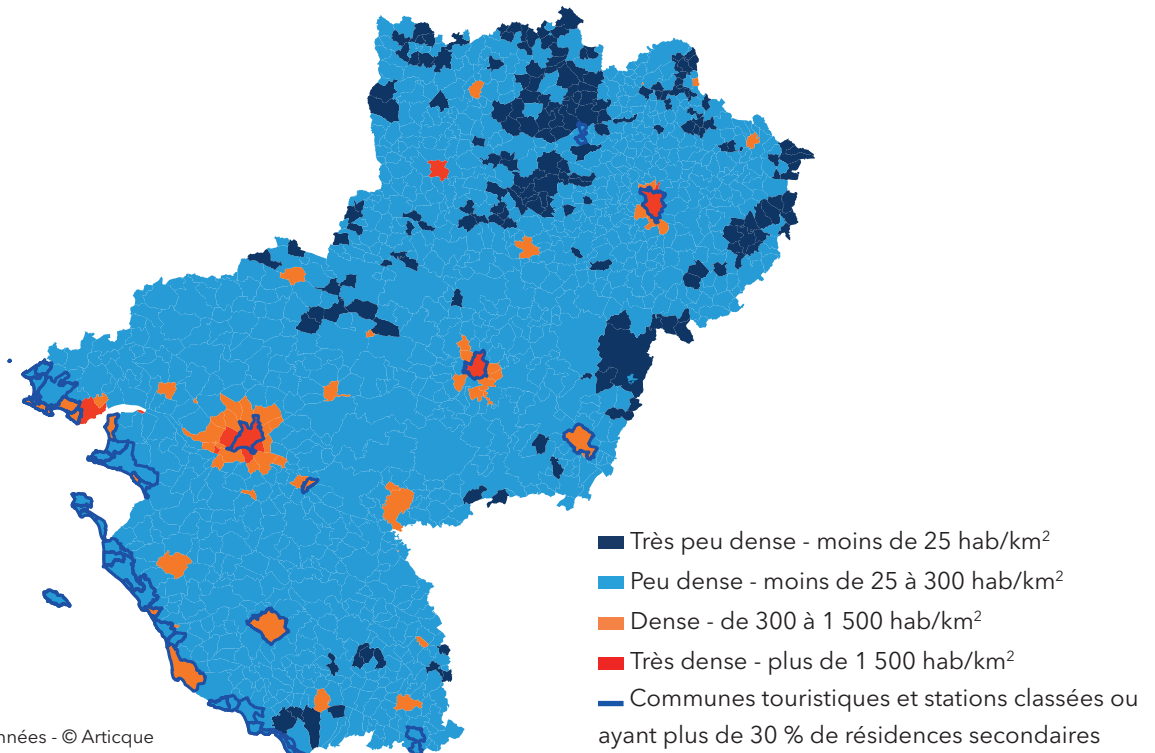 Très peu dense - moins de 25 hab/km²
Peu dense - moins de 25 à 300 hab/km²
Dense - de 300 à 1 500 hab/km²
Très dense - plus de 1 500 hab/km²
Communes touristiques et stations classées ou
ayant plus de 30 % de résidences secondaires
nnées - © Articque